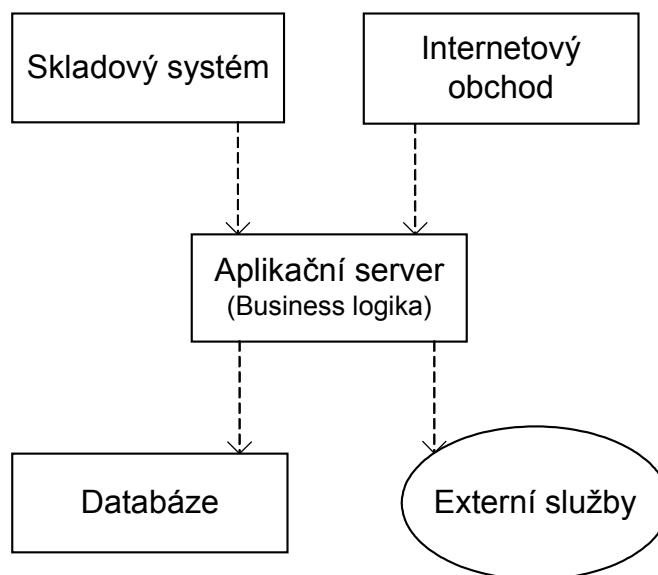 Skladový systém
Internetový
obchod
Aplikační server
(Business logika)
Databáze
Externí služby